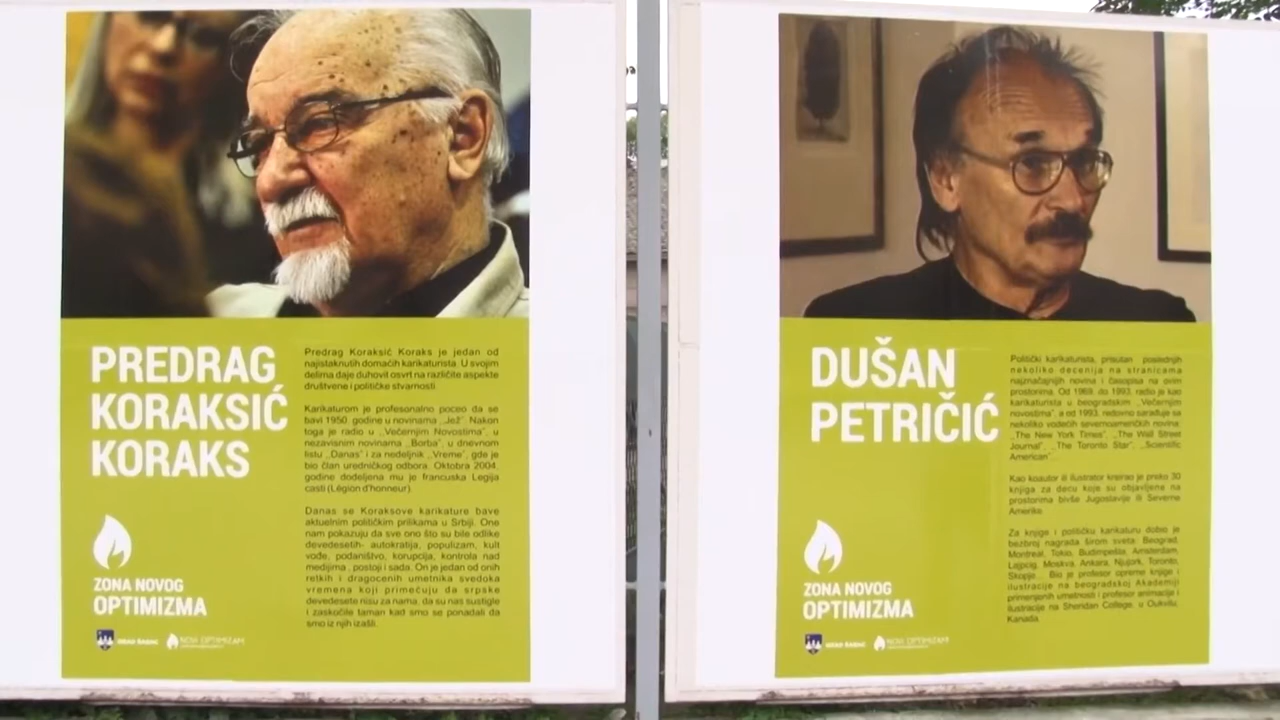 PREDRAG
KORAKSIĆ
KORAKS
Predrag Koraksić Koraks je jedan od
najistaknutih domaćih karikaturista. U svojim
delima daje duhovit osvrt na različite aspekte
društvene i političke stvarnosti.
Karikaturom je profesionalno poceo da se
bavi 1950. godine u novinama „Jež“. Nakon
toga je radio u „Večernjim Novostima“, u
nezavisnim novinama „Borba“, u dnevnom
listu „Danas“ i za nedeljnik „Vreme“, gde je
bio član uredničkog odbora. Oktobra 2004.
godine dodeljena mu je francuska Legija
časti (Légion d'honneur).
Danas se Koraksove karikature bave
aktuelnim političkim prilikama u Srbiji. One
nam pokazuju da sve ono što su bile odlike
devedesetih- autokratija, populizam, kult
vođe, podaništvo, korupcija, kontrola nad
medijima , postoji i sada. On je jedan od onih
retkih i dragocenih umetnika svedoka
vremena koji primećuju da srpske
devedesete nisu za nama, da su nas sustigle
i zaskočile taman kad smo se ponadali da
smo iz njih izašli.
ZONA NOVOG
OPTIMIZMA
GRAD ŠABAC
NOVI OPTIMIZAM
DUŠAN
PETRIČIĆ
Politički karikaturista, prisutan poslednjih
nekoliko decenija na stranicama
najznačajnijih novina i časopisa na ovim
prostorima. Od 1969. do 1993. radio je kao
karikaturista u beogradskim „Večernjim
novostima“, a od 1993. redovno sarađuje sa
nekoliko vodećih severnoameričkih novina:
„The New York Times“, „The Wall Street
Journal“, „The Toronto Star“, „Scientific
American“...
Kao koautor ili ilustrator kreirao je preko 30
knjiga za decu koje su objavljene na
prostorima bivše Jugoslavije ili Severne
Amerike.
Za knjige i političku karikaturu dobio je
bezbroj nagrada širom sveta: Beograd,
Montreal, Tokio, Budimpešta, Amsterdam,
Lajpcig, Moskva, Ankara, Njujork, Toronto,
Skoplje... Bio je profesor opreme knjige i
ilustracije na beogradskoj Akademiji
primenjenih umetnosti i profesor animacije i
ilustracije na Sheridan College, u Oukvilu,
Kanada.
ZONA NOVOG
OPTIMIZMA
GRAD ŠABAC
NOVI OPTIMIZAM